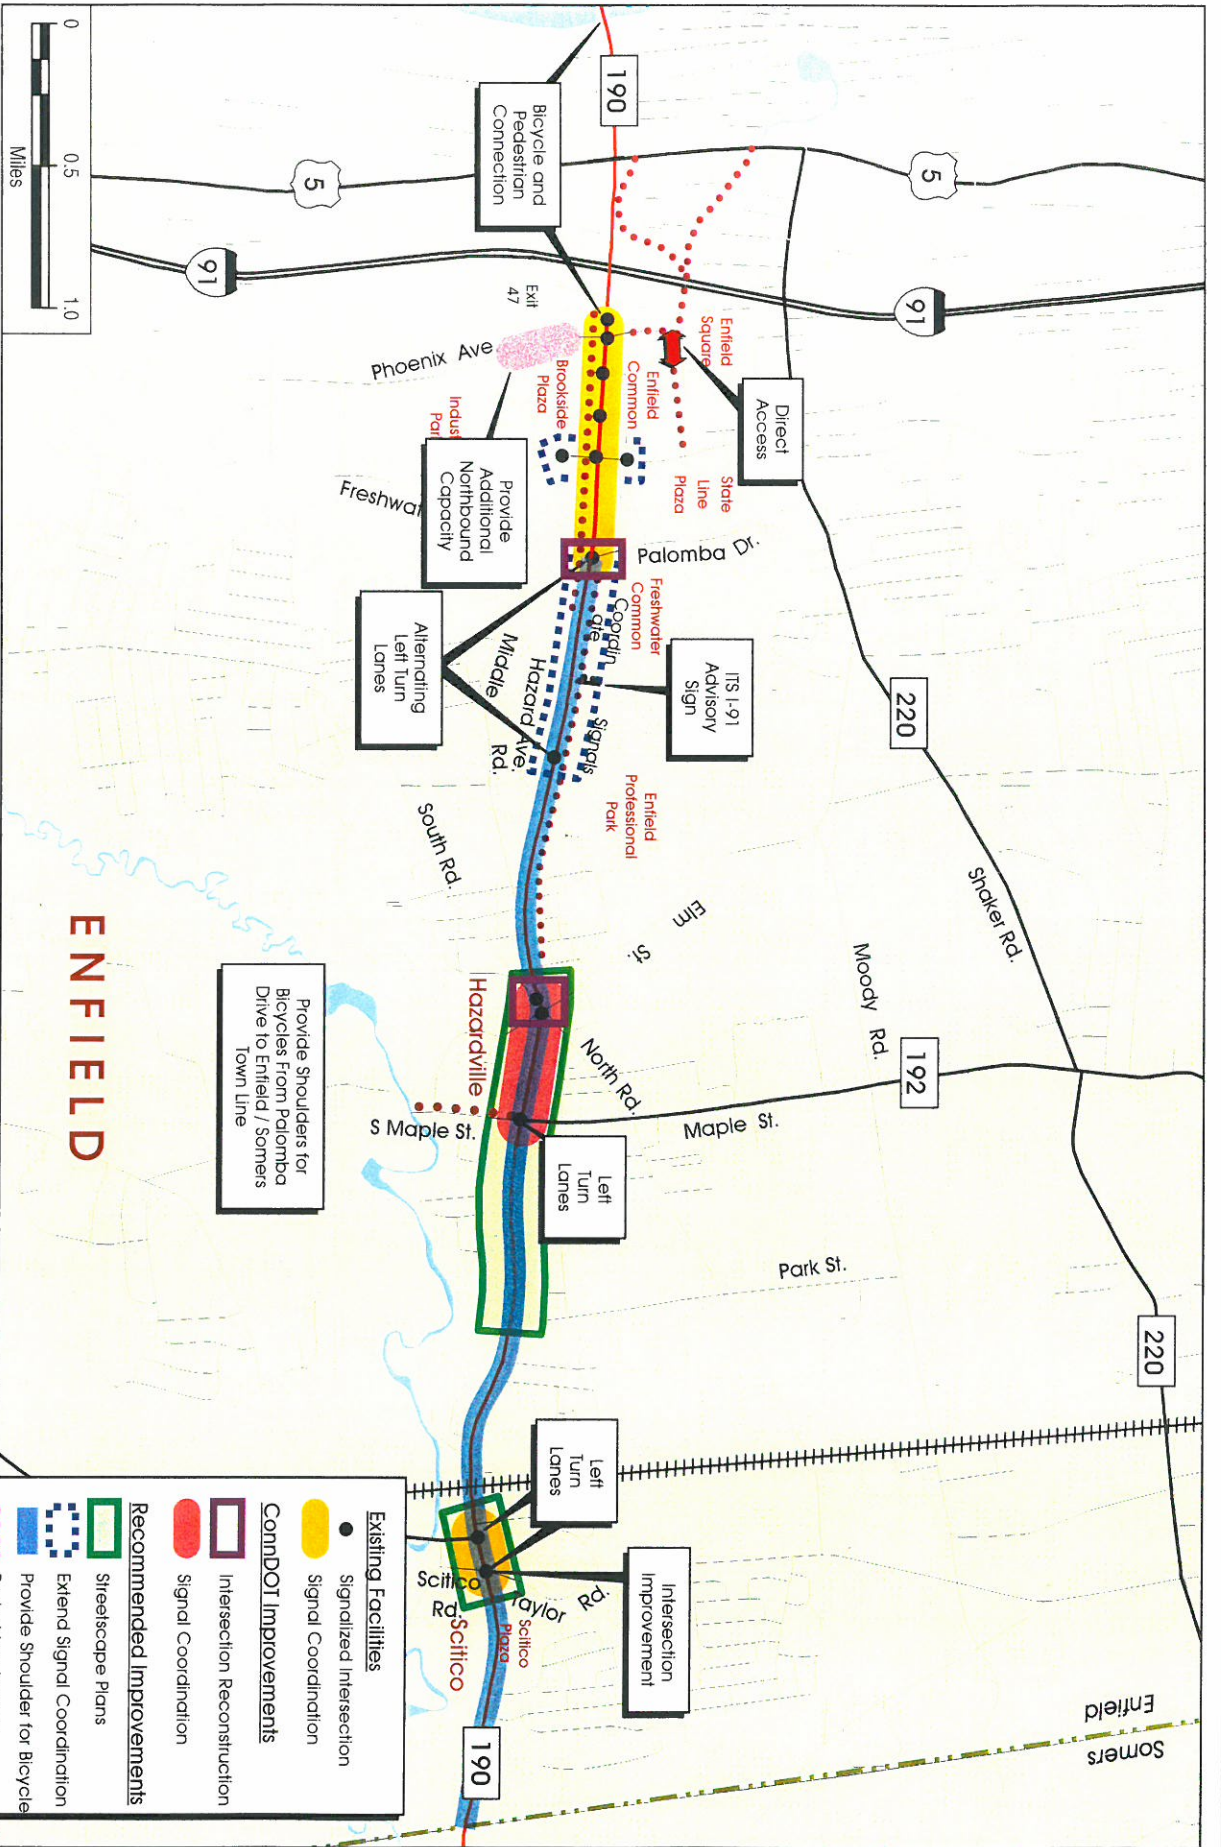 190
5
5
91
91
Bicycle and
Pedestrian
Connection
Exit
47
Phoenix Ave
Enfield
Square
Direct
Access
Enfield
Common
Brookside
Plaza
State
Line
Plaza
Provide
Additional
Northbound
Capacity
Palomba Dr.
Freshwater
Common
Coordin
ate
Signals
ITS I-91
Advisory
Sign
Alternating
Left Turn
Lanes
Middle
Rd.
Hazard Ave.
Enfield
Professional
Park
South Rd.
Elm
St.
220
Shaker Rd.
Moody Rd.
192
Hazardville
North Rd.
Maple St.
S Maple St.
Left
Turn
Lanes
Provide Shoulders for
Bicycles From Palomba
Drive to Enfield / Somers
Town Line
ENFIELD
Park St.
220
Left
Turn
Lanes
Intersection
Improvement
Scitico
Rd.
Taylor Rd.
Scitico
Plaza
Scitico
190
Enfield
Somers
0
0.5
1.0
Miles
Existing Facilities
Signalized Intersection
Signal Coordination
ConnDOT Improvements
Intersection Reconstruction
Signal Coordination
Recommended Improvements
Streetscape Plans
Extend Signal Coordination
Provide Shoulder for Bicycle